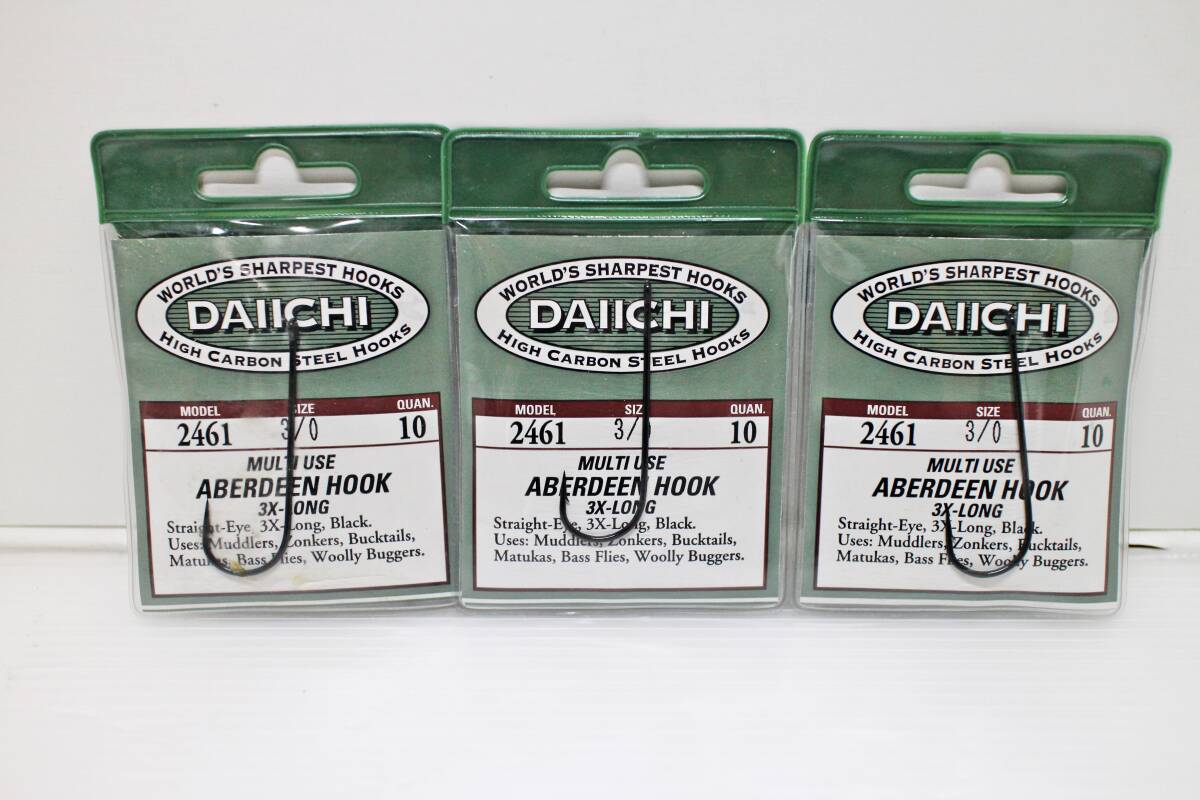 WORLD'S SHARPEST HOOKS
DAIICHI
HIGH CARBON STEEL HOOKS
MODEL SIZE QUAN.
2461 3/0 10
MULTI USE
ABERDEEN HOOK
3X-LONG
Straight-Eye, 3X-Long, Black.
Uses: Muddlers, Zonkers, Bucktails,
Matukas, Bass Flies, Woolly Buggers.
WORLD'S SHARPEST HOOKS
DAIICHI
HIGH CARBON STEEL HOOKS
MODEL SIZE QUAN.
2461 3/0 10
MULTI USE
ABERDEEN HOOK
3X-LONG
Straight-Eye, 3X-Long, Black.
Uses: Muddlers, Zonkers, Bucktails,
Matukas, Bass Flies, Woolly Buggers.
WORLD'S SHARPEST HOOKS
DAIICHI
HIGH CARBON STEEL HOOKS
MODEL SIZE QUAN.
2461 3/0 10
MULTI USE
ABERDEEN HOOK
3X-LONG
Straight-Eye, 3X-Long, Black.
Uses: Muddlers, Zonkers, Bucktails,
Matukas, Bass Flies, Woolly Buggers.